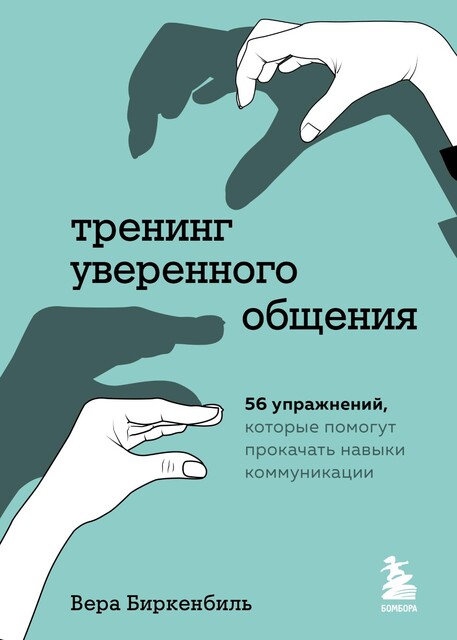 тренинг
уверенного
общения
56 упражнений,
которые помогут
прокачать навыки
коммуникации
Вера Биркенбиль
БОМБОРА